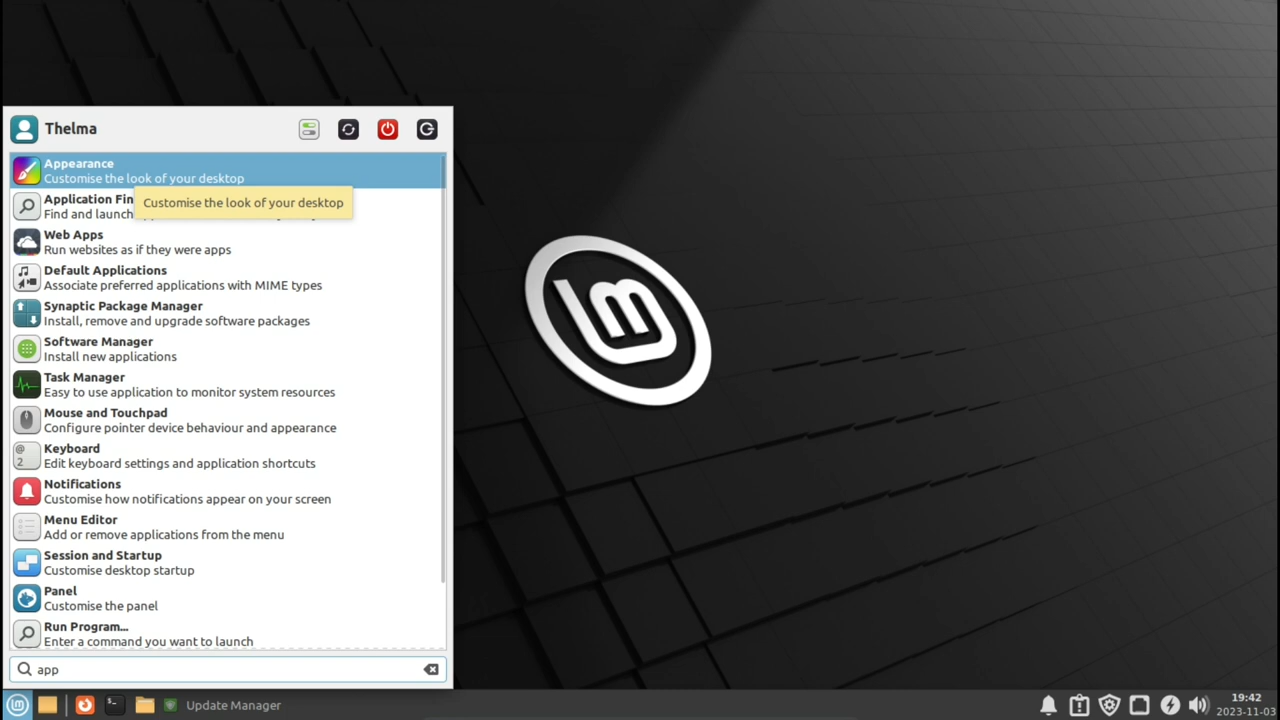 Thelma
Appearance
Customise the look of your desktop
Application Fin
Find and launch
Customise the look of your desktop
Web Apps
Run websites as if they were apps
Default Applications
Associate preferred applications with MIME types
Synaptic Package Manager
Install, remove and upgrade software packages
Software Manager
Install new applications
Task Manager
Easy to use application to monitor system resources
Mouse and Touchpad
Configure pointer device behaviour and appearance
Keyboard
Edit keyboard settings and application shortcuts
Notifications
Customise how notifications appear on your screen
Menu Editor
Add or remove applications from the menu
Session and Startup
Customise desktop startup
Panel
Customise the panel
Run Program...
Enter a command you want to launch
app
Update Manager
19:42
2023-11-03